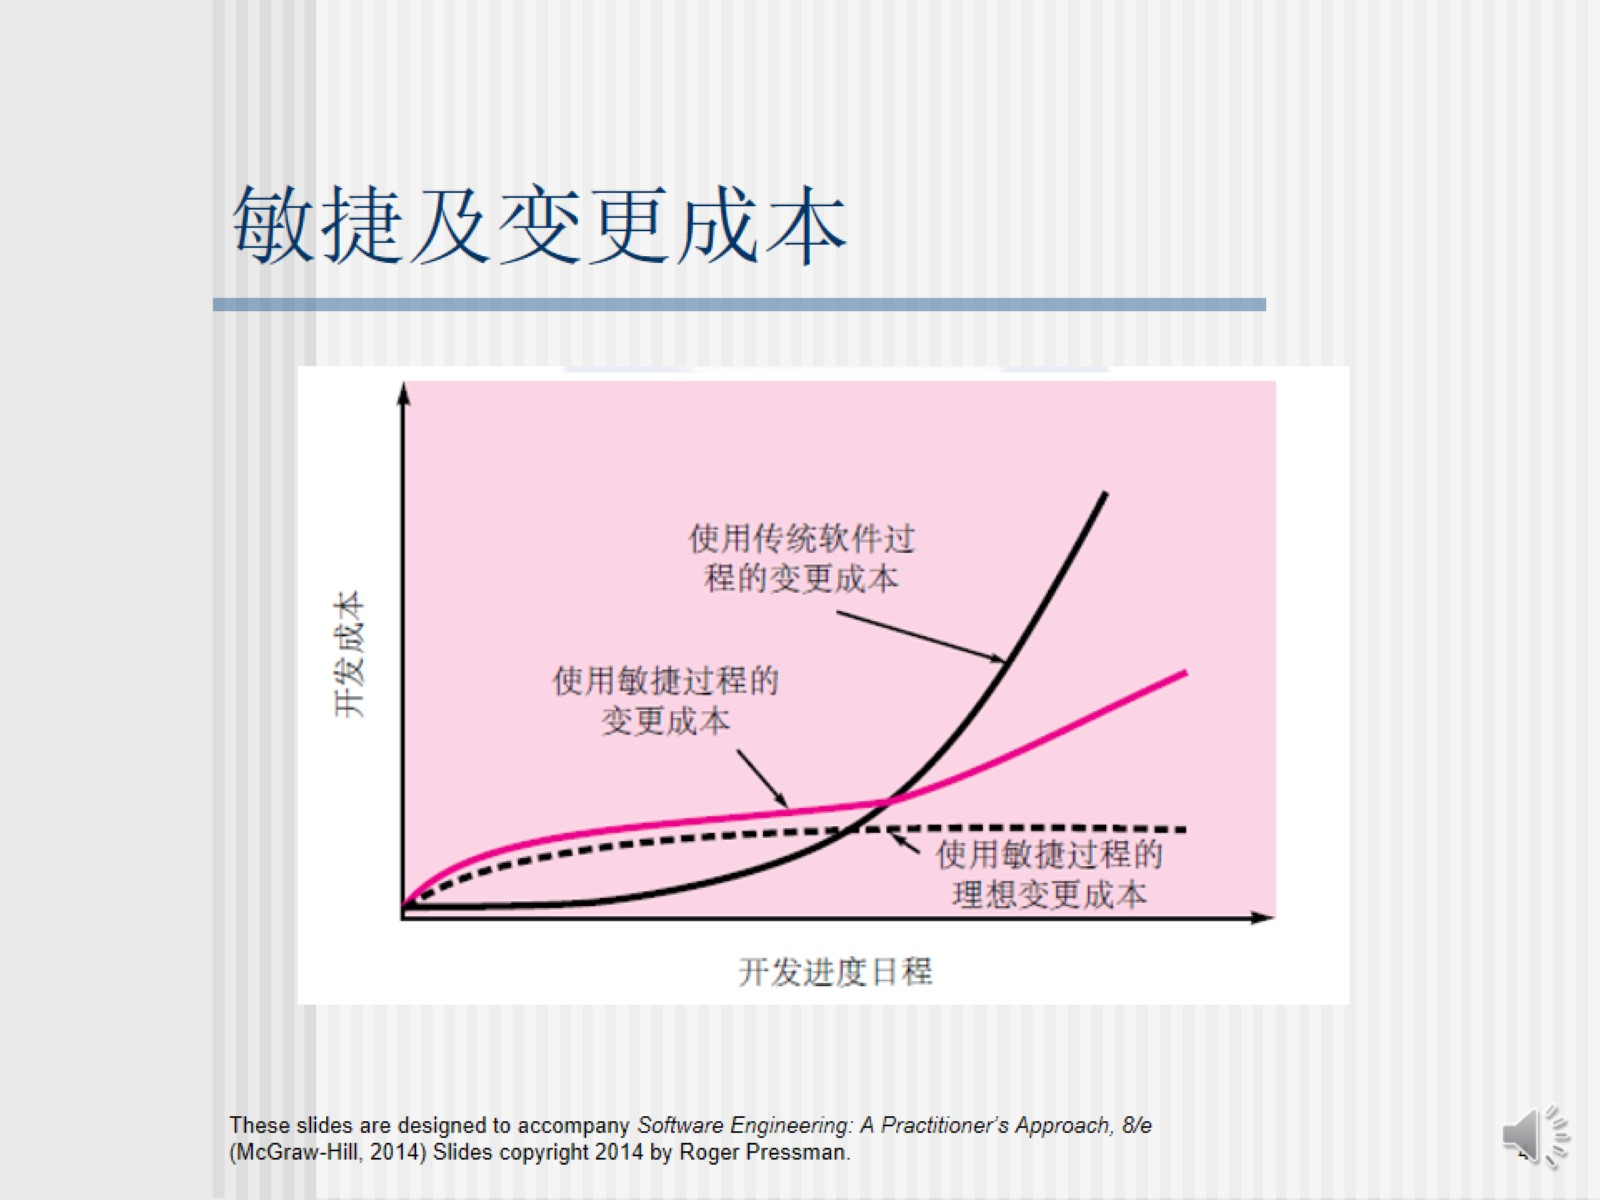 敏捷及变更成本
使用传统软件过
程的变更成本
使用敏捷过程的
变更成本
开发成本
使用敏捷过程的
理想变更成本
开发进度日程
These slides are designed to accompany Software Engineering: A Practitioner's Approach, 8/e
(McGraw-Hill, 2014) Slides copyright 2014 by Roger Pressman.